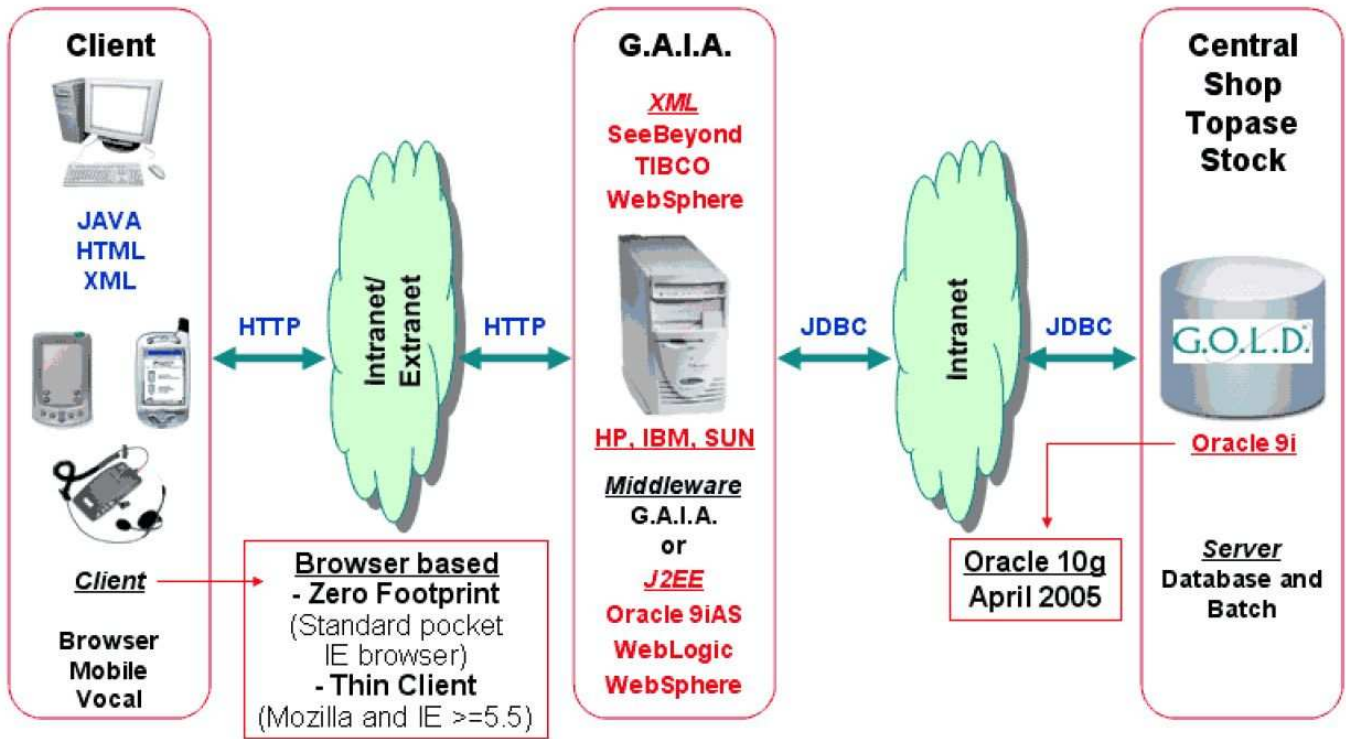 Client
JAVA
HTML
XML
Client
Browser
Mobile
Vocal
HTTP
Intranet/
Extranet
HTTP
Browser based
- Zero Footprint
(Standard pocket
IE browser)
- Thin Client
(Mozilla and IE >=5.5)
G.A.I.A.
XML
SeeBeyond
TIBCO
WebSphere
HP, IBM, SUN
Middleware
G.A.I.A.
or
J2EE
Oracle 9iAS
WebLogic
WebSphere
JDBC
Intranet
JDBC
Oracle 10g
April 2005
Central
Shop
Topase
Stock
G.O.L.D.®
Oracle 9i
Server
Database and
Batch